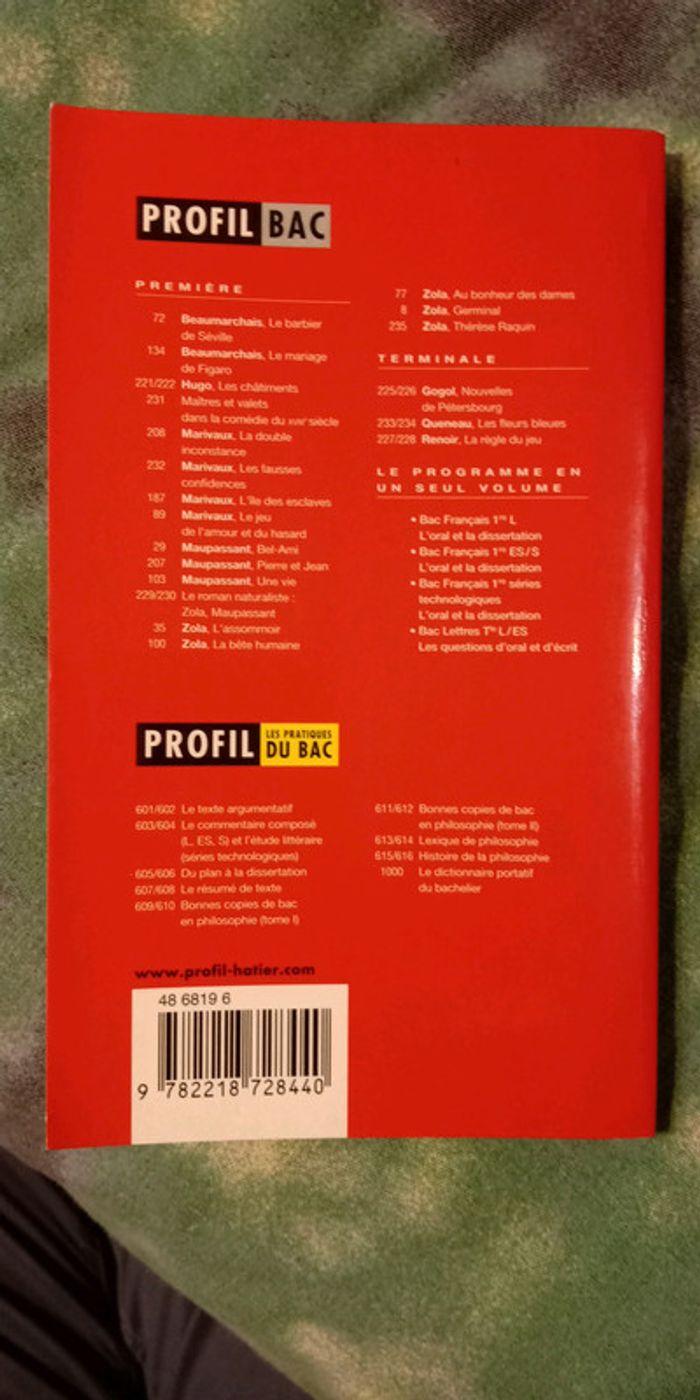 PROFIL BAC
PREMIÈRE
72 Beaumarchais, Le barbier
de Séville
134 Beaumarchais, Le mariage
de Figaro
221/222 Hugo, Les châtiments
231 Maîtres et valets
dans la comédie du XVIIIe siècle
208 Marivaux, La double
inconstance
232 Marivaux, Les fausses
confidences
187 Marivaux, L'île des esclaves
89 Marivaux, Le jeu
de l'amour et du hasard
29 Maupassant, Bel-Ami
207 Maupassant, Pierre et Jean
103 Maupassant, Une vie
229/230 Le roman naturaliste :
Zola, Maupassant
35 Zola, L'assommoir
100 Zola, La bête humaine
77 Zola, Au bonheur des dames
8 Zola, Germinal
235 Zola, Thérèse Raquin
TERMINALE
225/226 Gogol, Nouvelles
de Pétersbourg
233/234 Queneau, Les fleurs bleues
227/228 Renoir, La règle du jeu
LE PROGRAMME EN
UN SEUL VOLUME
• Bac Français 1re L
L'oral et la dissertation
• Bac Français 1re ES/S
L'oral et la dissertation
• Bac Français 1re séries
technologiques
L'oral et la dissertation
• Bac Lettres Tle L/ES
Les questions d'oral et d'écrit
PROFIL LES PRATIQUES
DU BAC
601/602 Le texte argumentatif
603/604 Le commentaire composé
(L, ES, S) et l'étude littéraire
(séries technologiques)
605/606 Du plan à la dissertation
607/608 Le résumé de texte
609/610 Bonnes copies de bac
en philosophie (tome I)
611/612 Bonnes copies de bac
en philosophie (tome II)
613/614 Lexique de philosophie
615/616 Histoire de la philosophie
1000 Le dictionnaire portatif
du bachelier
www.profil-hatier.com
48 6819 6
9 782218 728440